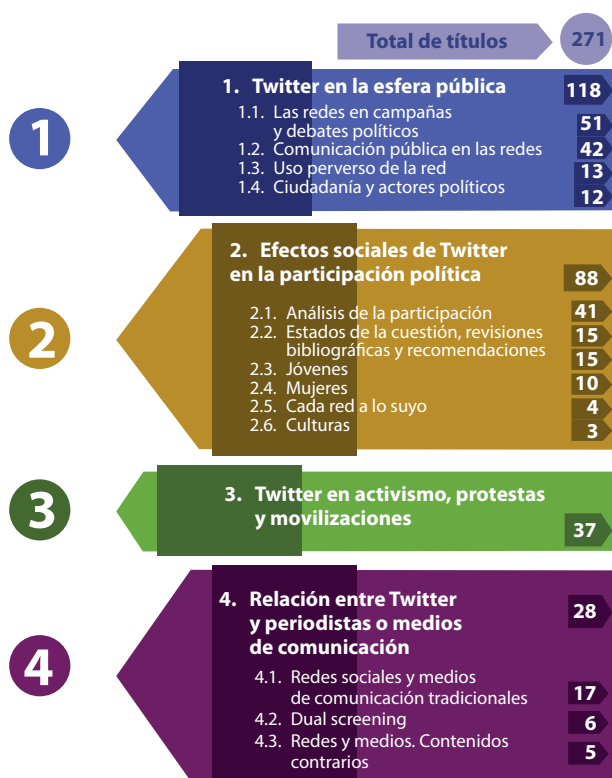 Total de títulos 271
1
1. Twitter en la esfera pública 118
1.1. Las redes en campañas
y debates políticos 51
1.2. Comunicación pública en las redes 42
1.3. Uso perverso de la red 13
1.4. Ciudadanía y actores políticos 12
2
2. Efectos sociales de Twitter
en la participación política 88
2.1. Análisis de la participación 41
2.2. Estados de la cuestión, revisiones 15
bibliográficas y recomendaciones
2.3. Jóvenes 15
2.4. Mujeres 10
2.5. Cada red a lo suyo 4
2.6. Culturas 3
3
3. Twitter en activismo, protestas
y movilizaciones 37
4
4. Relación entre Twitter
y periodistas o medios 28
de comunicación
4.1. Redes sociales y medios
de comunicación tradicionales 17
4.2. Dual screening 6
4.3. Redes y medios. Contenidos
contrarios 5